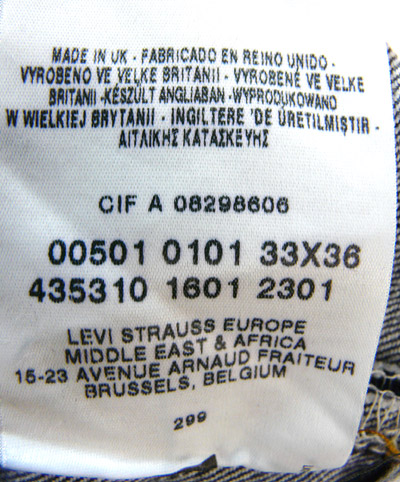 MADE IN UK - FABRICADO EN REINO UNIDO -
VYROBENO VE VELKE BRITANII - VYROBENÉ VE VELKE
BRITANII -KÉSZÜLT ANGLIABAN -WYPRODUKOWANO
W WIELKIEJ BRYTANII - INGILTERE 'DE ÜRETILMIŞTIR -
ΑΙΤΛΙΚΗΣ ΚΑΤΑΣΚΕΥΗΣ
CIF A 08298606
00501 0101 33X36
435310 1601 2301
LEVI STRAUSS EUROPE
MIDDLE EAST & AFRICA
15-23 AVENUE ARNAUD FRAITEUR
BRUSSELS, BELGIUM
299